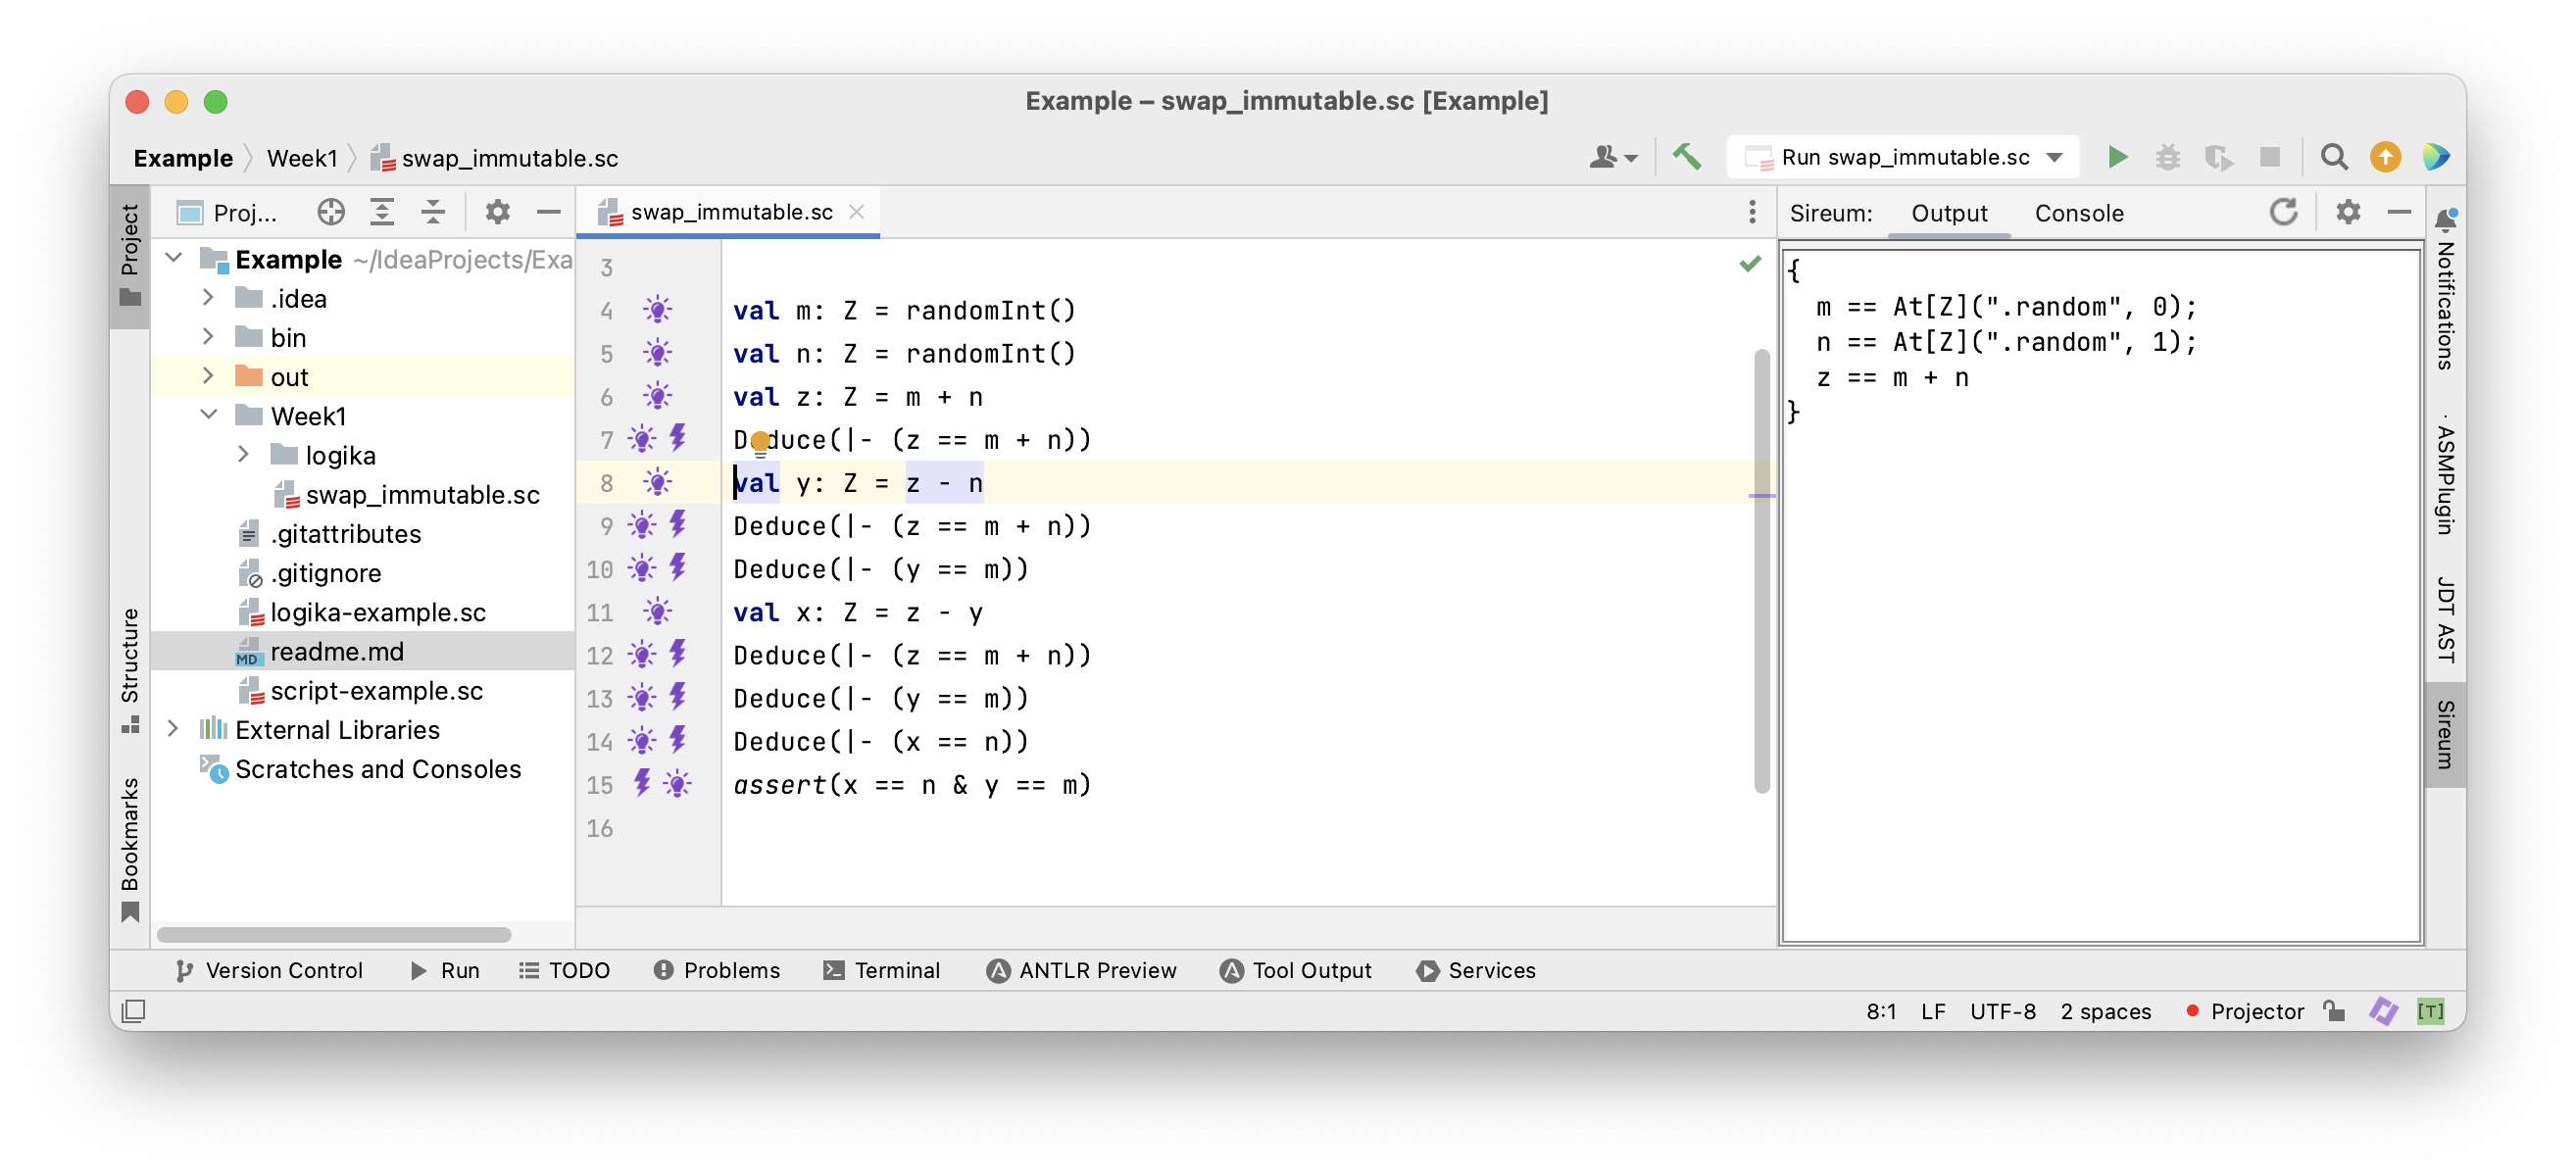 Example – swap_immutable.sc [Example]
Example Week1 swap_immutable.sc
Run swap_immutable.sc
Project
Structure
Bookmarks
Proj...
Example ~/IdeaProjects/Exa
.idea
bin
out
Week1
logika
swap_immutable.sc
.gitattributes
.gitignore
logika-example.sc
MD readme.md
script-example.sc
External Libraries
Scratches and Consoles
swap_immutable.sc
3
4 val m: Z = randomInt()
5 val n: Z = randomInt()
6 val z: Z = m + n
7 Deduce(|- (z == m + n))
8 val y: Z = z - n
9 Deduce(|- (z == m + n))
10 Deduce(|- (y == m))
11 val x: Z = z - y
12 Deduce(|- (z == m + n))
13 Deduce(|- (y == m))
14 Deduce(|- (x == n))
15 assert(x == n & y == m)
16
Sireum: Output Console
{
m == At[Z](".random", 0);
n == At[Z](".random", 1);
z == m + n
}
Notifications
ASMPlugin
JDT AST
Sireum
Version Control Run TODO Problems Terminal ANTLR Preview Tool Output Services
8:1 LF UTF-8 2 spaces Projector [T]